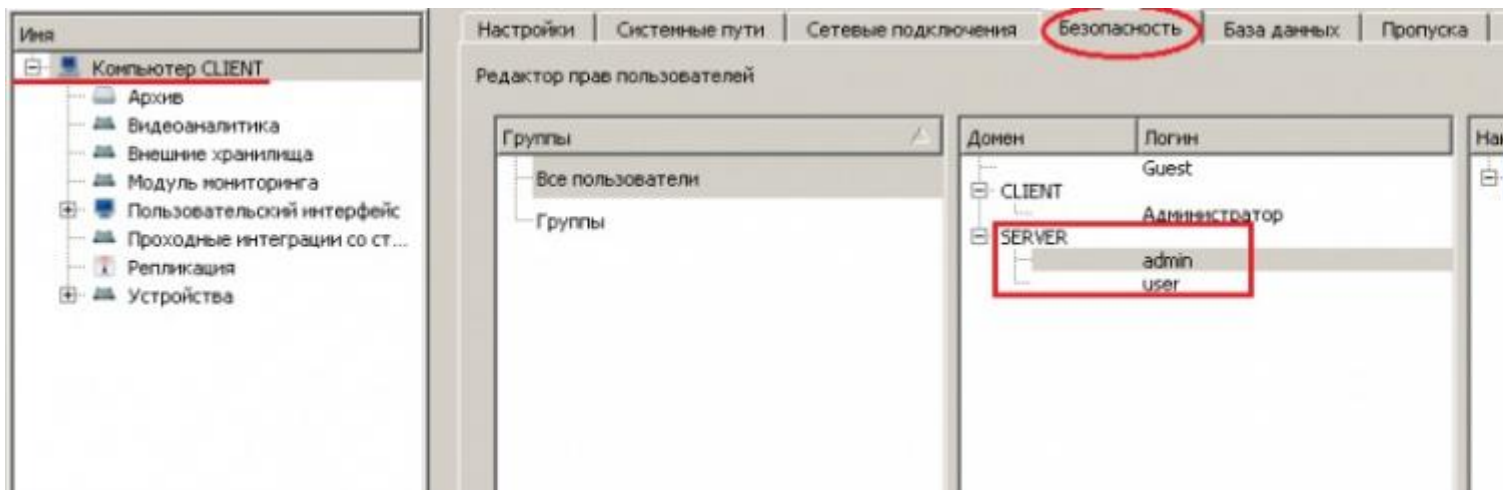 Имя
Компьютер CLIENT
Архив
Видеоаналитика
Внешние хранилища
Модуль мониторинга
Пользовательский интерфейс
Проходные интеграции со ст...
Репликация
Устройства
Настройки Системные пути Сетевые подключения Безопасность База данных Пропуска
Редактор прав пользователей
Группы
Все пользователи
Группы
Домен Логин
Guest
CLIENT
Администратор
SERVER
admin
user